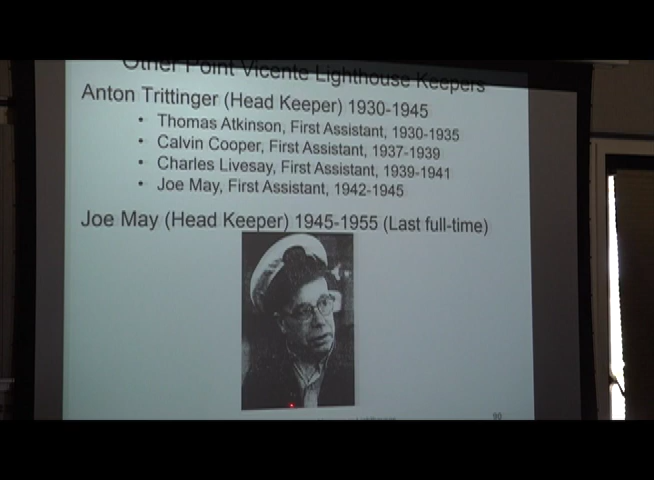 Other Point Vicente Lighthouse Keepers
Anton Trittinger (Head Keeper) 1930-1945
• Thomas Atkinson, First Assistant, 1930-1935
• Calvin Cooper, First Assistant, 1937-1939
• Charles Livesay, First Assistant, 1939-1941
• Joe May, First Assistant, 1942-1945
Joe May (Head Keeper) 1945-1955 (Last full-time)
90